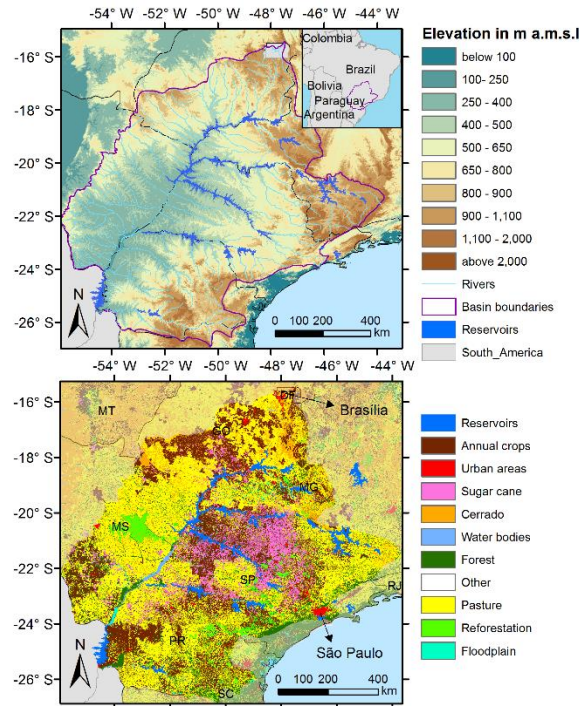 -54° -52° -50° -48° -46° -44° W
Elevation in m a.m.s.l
-16° S
-18°
-20°
-22°
-24°
-26°
Colombia
Brazil
Bolivia
Paraguay
Argentina
N
0 200 400
km
below 100
100- 250
250 - 400
400 - 500
500 - 650
650 - 800
800 - 900
900 - 1,100
1,100 - 2,000
above 2,000
Rivers
Basin boundaries
Reservoirs
South_America
-54° -52° -50° -48° -46° -44° W
-16° S
-18°
-20°
-22°
-24°
-26°
MT
DF
Brasília
GO
MG
MS
SP
RJ
PR
São Paulo
SC
N
0 200 400
km
Reservoirs
Annual crops
Urban areas
Sugar cane
Cerrado
Water bodies
Forest
Other
Pasture
Reforestation
Floodplain